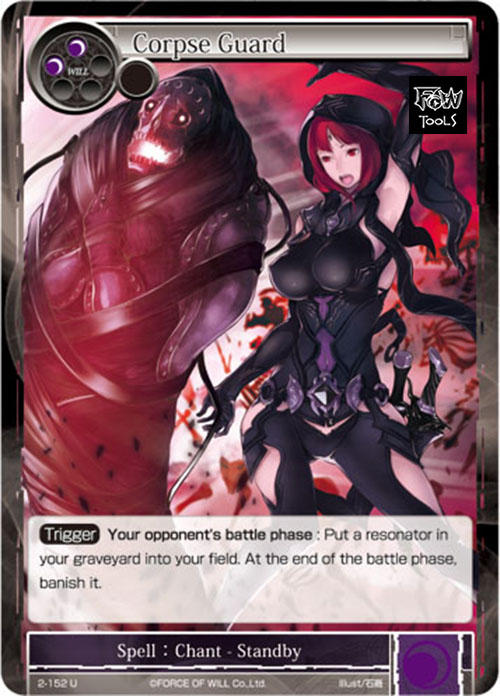 Corpse Guard
WILL
FOW
TOOLS
Trigger Your opponent's battle phase : Put a resonator in
your graveyard into your field. At the end of the battle phase,
banish it.
Spell : Chant - Standby
2-152 U ©FORCE OF WILL Co.,Ltd. Illust/石瀧